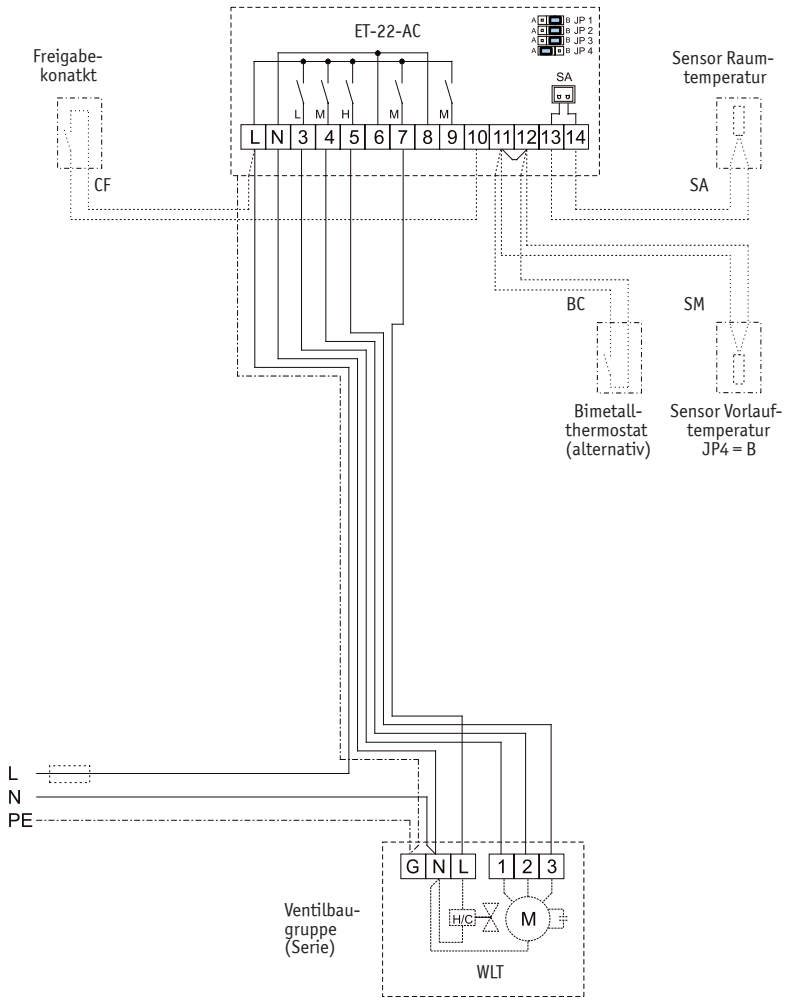 ET-22-AC
A B JP 1
A B JP 2
A B JP 3
A B JP 4
Freigabe-
konatkt
Sensor Raum-
temperatur
SA
L M H M M
L N 3 4 5 6 7 8 9 10 11 12 13 14
CF
SA
BC
SM
Bimetall-
thermostat
(alternativ)
Sensor Vorlauf-
temperatur
JP4 = B
L
N
PE
G N L 1 2 3
Ventilbau-
gruppe
(Serie)
H/C
M
WLT